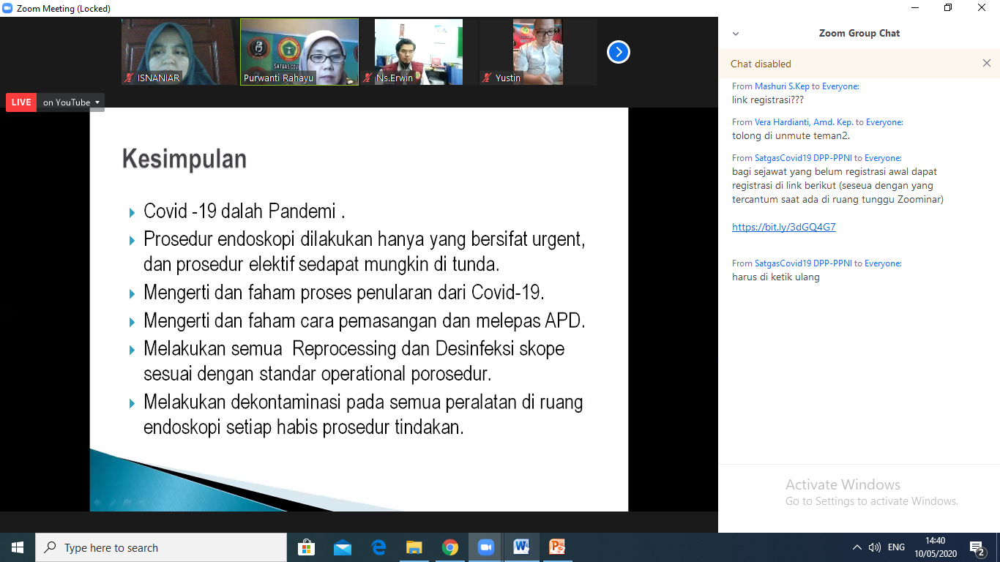 Zoom Meeting (Locked)
ISNANIAR
SATGAS COVI
Purwanti Rahayu
Ns.Erwin
Yustin
LIVE on YouTube
Kesimpulan
Covid -19 dalah Pandemi .
Prosedur endoskopi dilakukan hanya yang bersifat urgent,
dan prosedur elektif sedapat mungkin di tunda.
Mengerti dan faham proses penularan dari Covid-19.
Mengerti dan faham cara pemasangan dan melepas APD.
Melakukan semua  Reprocessing dan Desinfeksi skope
sesuai dengan standar operational porosedur.
Melakukan dekontaminasi pada semua peralatan di ruang
endoskopi setiap habis prosedur tindakan.
Zoom Group Chat
Chat disabled
From Mashuri S.Kep to Everyone:
link registrasi???
From Vera Hardianti, Amd. Kep. to Everyone:
tolong di unmute teman2.
From SatgasCovid19 DPP-PPNI to Everyone:
bagi sejawat yang belum registrasi awal dapat
registrasi di link berikut (seseua dengan yang
tercantum saat ada di ruang tunggu Zoominar)
https://bit.ly/3dGQ4G7
From SatgasCovid19 DPP-PPNI to Everyone:
harus di ketik ulang
Activate Windows
Go to Settings to activate Windows.
Type here to search
ENG
14:40
10/05/2020
2